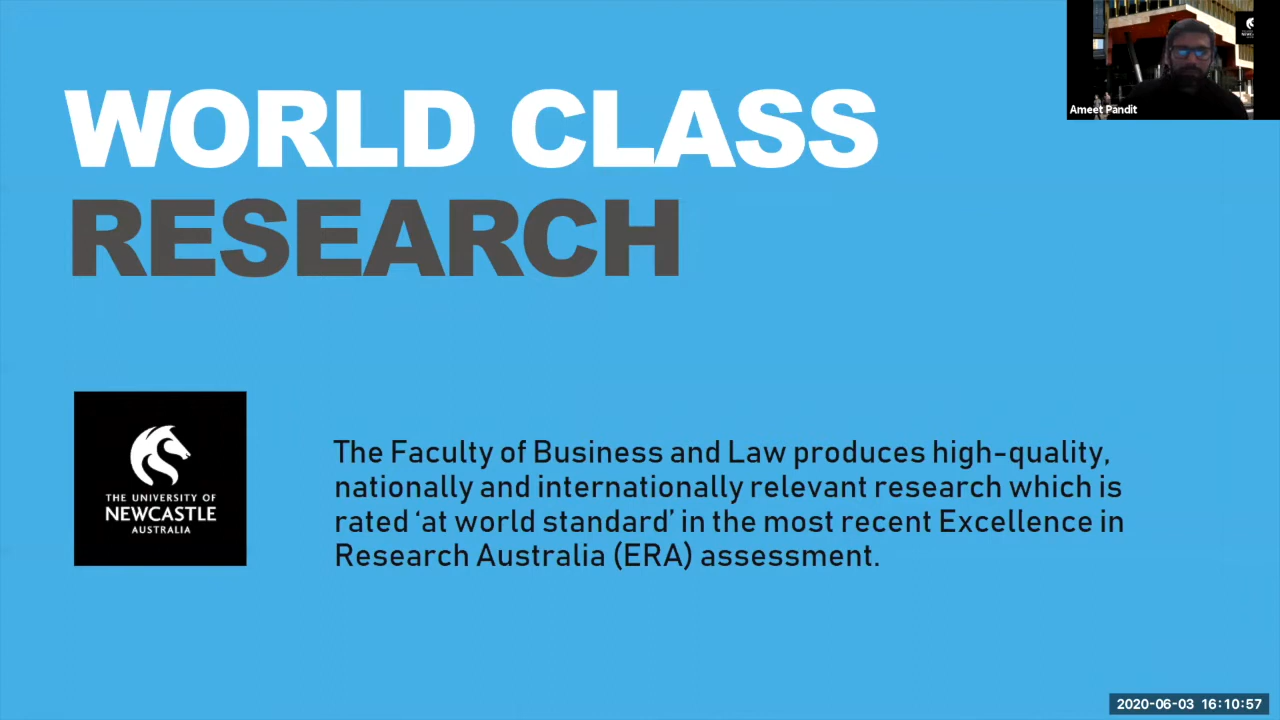 WORLD CLASS
RESEARCH
Ameet Pandit
THE UNIVERSITY OF
NEWCASTLE
AUSTRALIA
The Faculty of Business and Law produces high-quality,
nationally and internationally relevant research which is
rated ‘at world standard’ in the most recent Excellence in
Research Australia (ERA) assessment.
2020-06-03 16:10:57